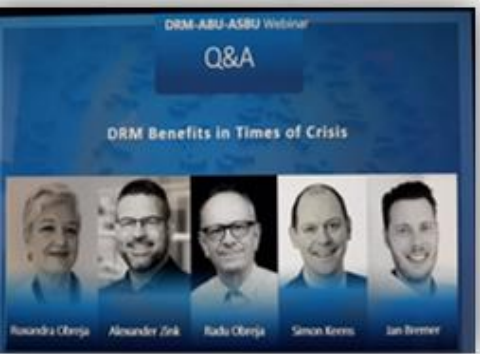 DRM-ABU-ASBU Webinar
Q&A
DRM Benefits in Times of Crisis
Ruxandra Obreja
Alexander Zink
Radu Obreja
Simon Keens
Jan Bremer